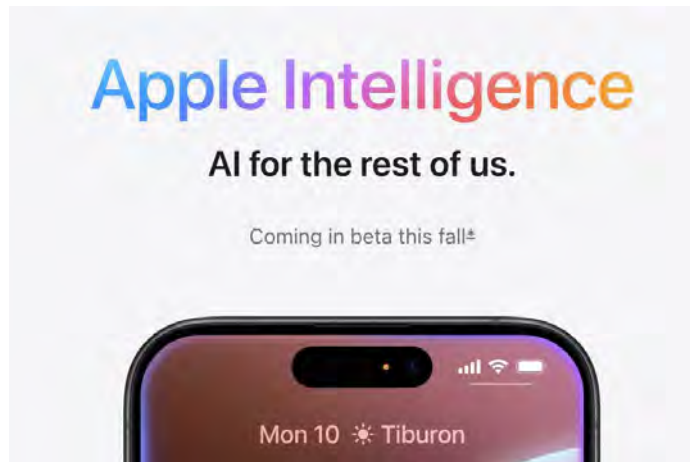 Apple Intelligence
AI for the rest of us.
Coming in beta this fall±
Mon 10 ☀ Tiburon